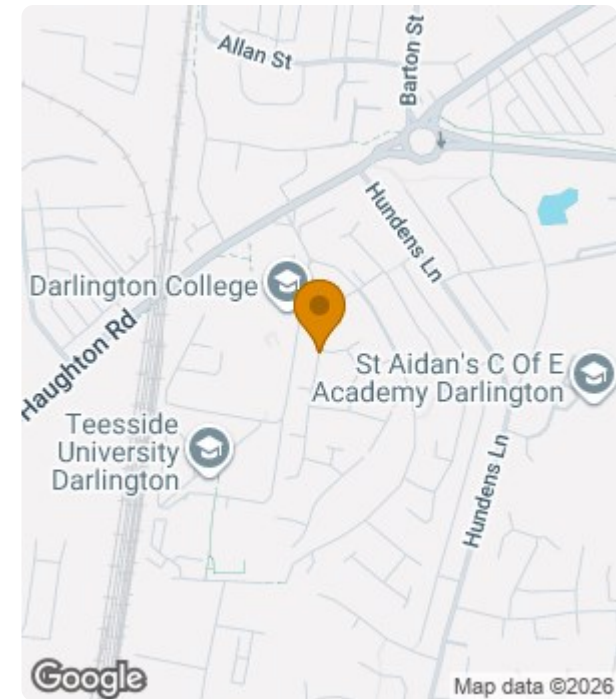 Allan St
Barton St
Hundens Ln
Darlington College
Haughton Rd
St Aidan's C Of E
Academy Darlington
Teesside
University
Darlington
Hundens Ln
Google
Map data ©2026